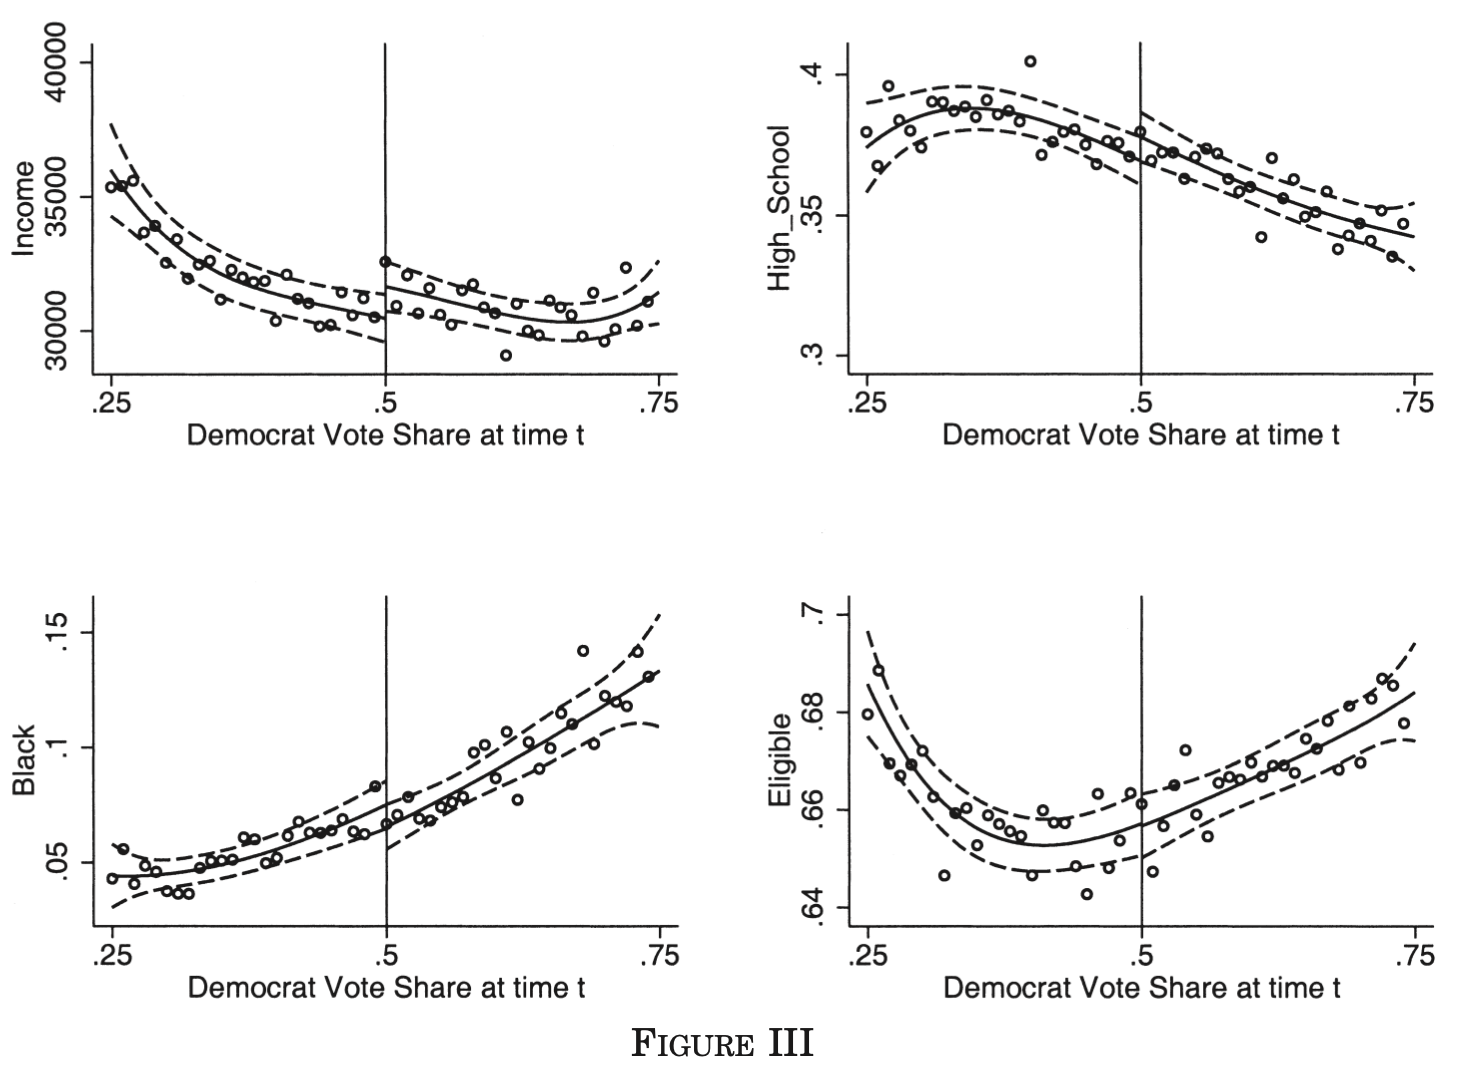 Income
40000
35000
30000
.25 .5 .75
Democrat Vote Share at time t
High_School
.4
.35
.3
.25 .5 .75
Democrat Vote Share at time t
Black
.15
.1
.05
.25 .5 .75
Democrat Vote Share at time t
Eligible
.7
.68
.66
.64
.25 .5 .75
Democrat Vote Share at time t
FIGURE III